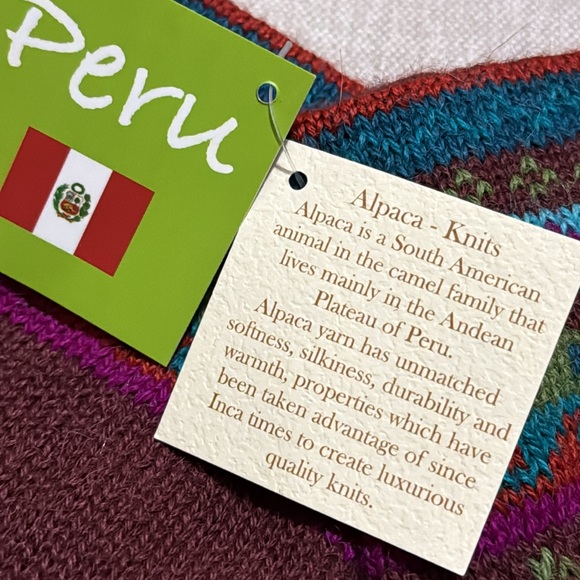 Peru
Alpaca - Knits
Alpaca is a South American
animal in the camel family that
lives mainly in the Andean
Plateau of Peru.
Alpaca yarn has unmatched
softness, silkiness, durability and
warmth, properties which have
been taken advantage of since
Inca times to create luxurious
quality knits.